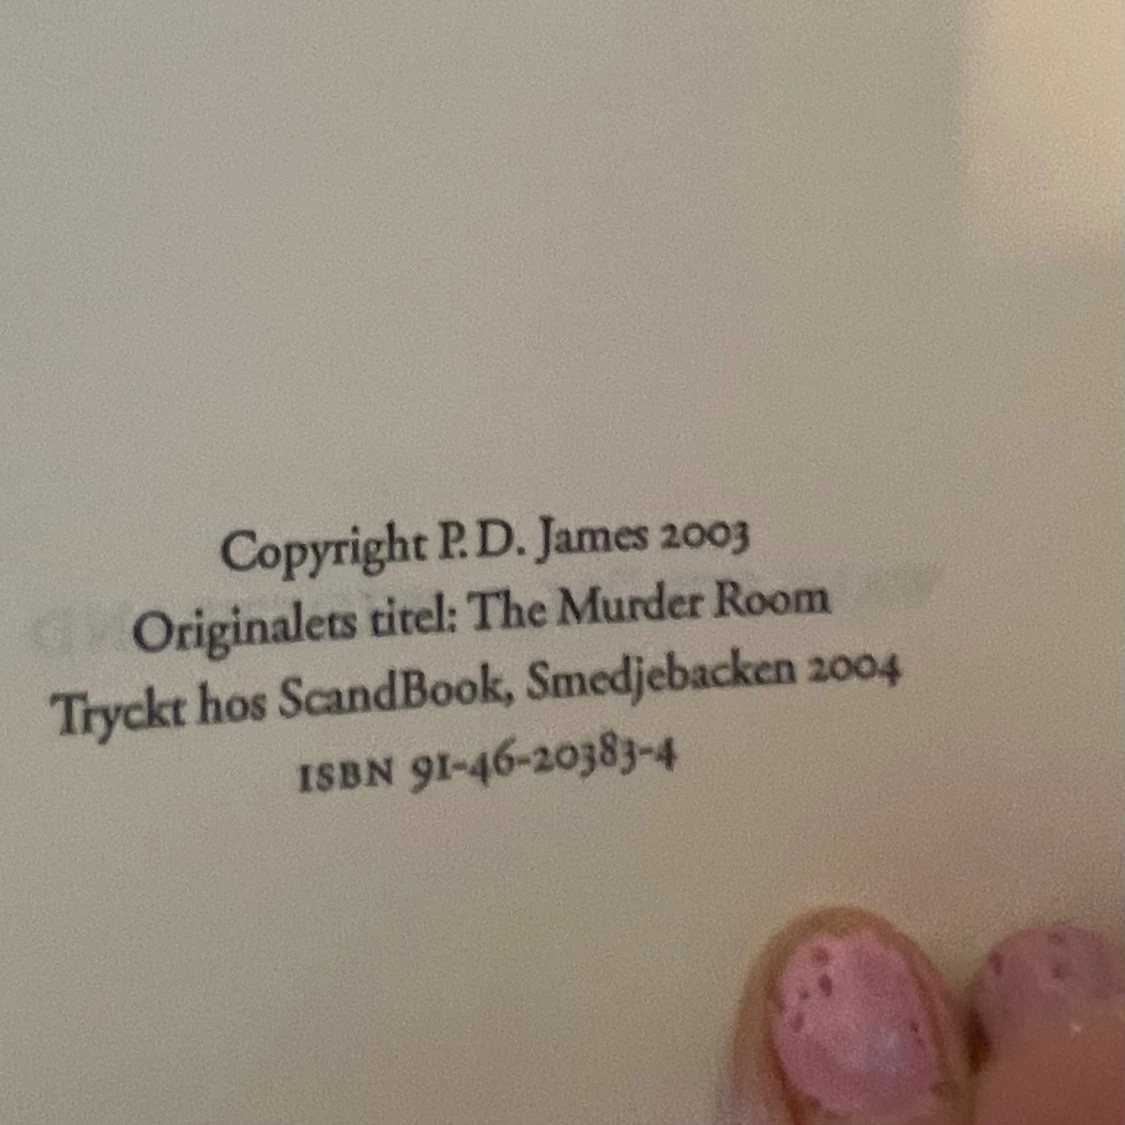 Copyright P. D. James 2003
Originalets titel: The Murder Room
Tryckt hos ScandBook, Smedjebacken 2004
ISBN 91-46-20383-4